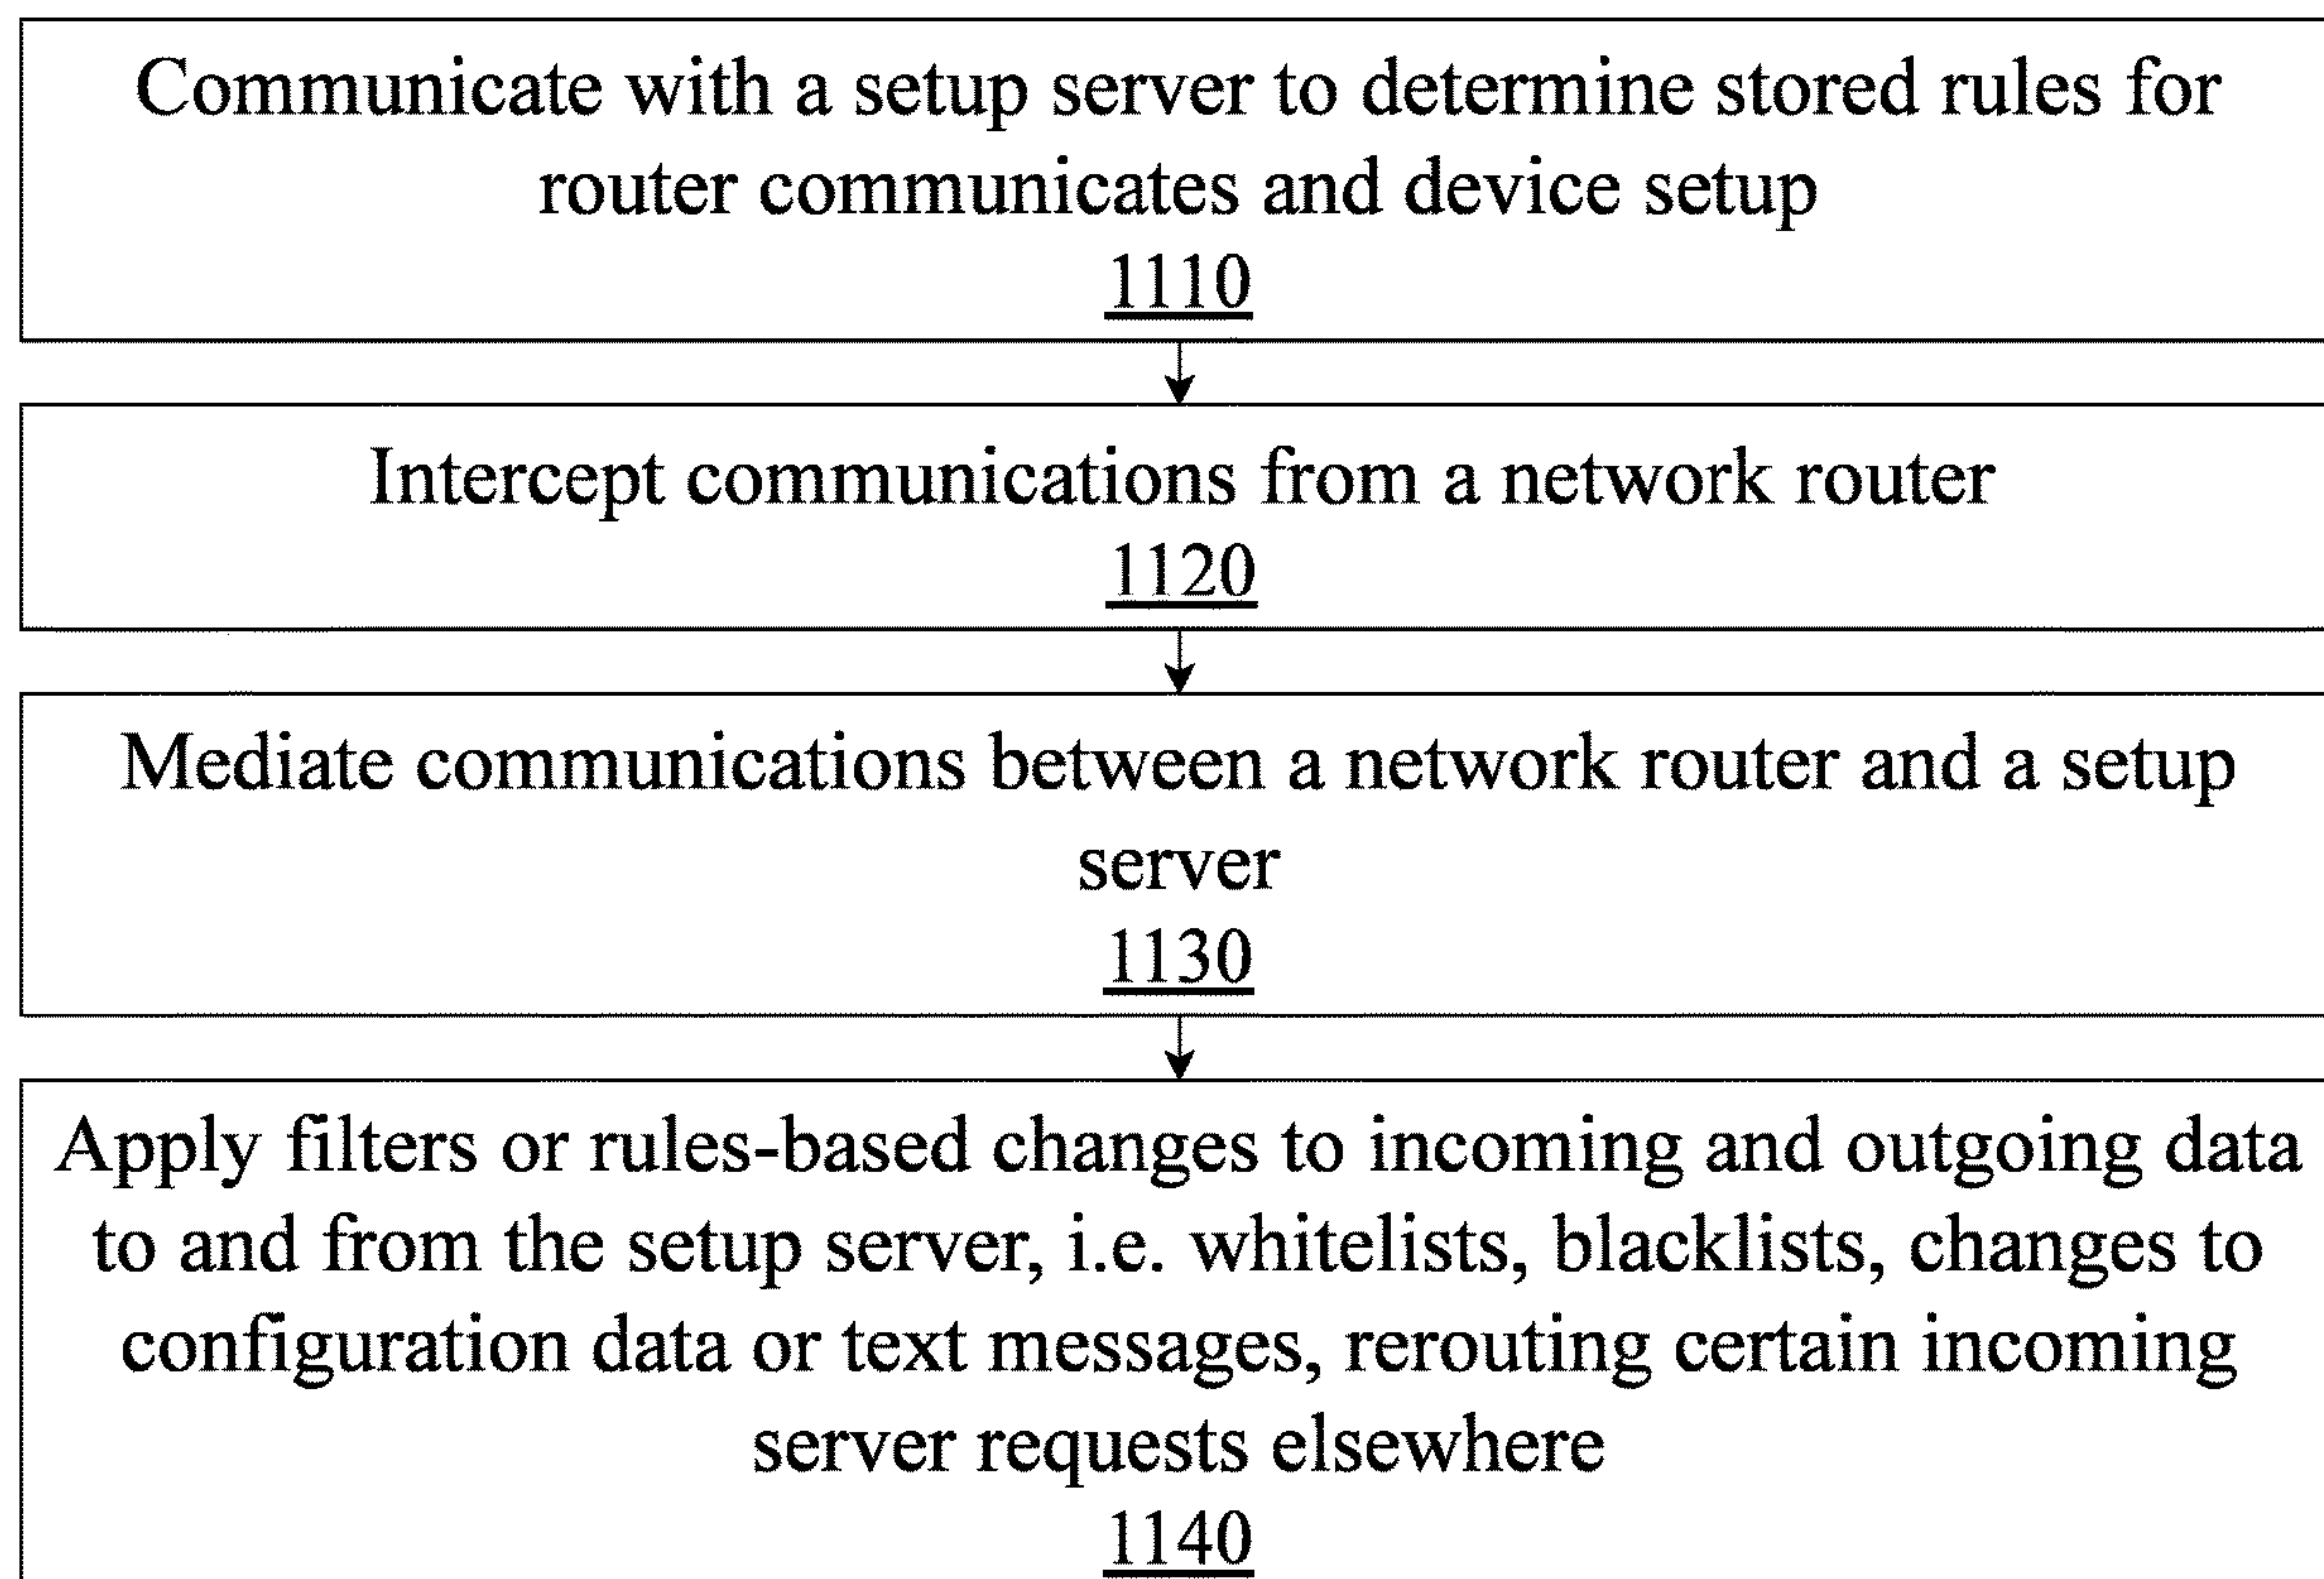 Communicate with a setup server to determine stored rules for
router communicates and device setup
1110
Intercept communications from a network router
1120
Mediate communications between a network router and a setup
server
1130
Apply filters or rules-based changes to incoming and outgoing data
to and from the setup server, i.e. whitelists, blacklists, changes to
configuration data or text messages, rerouting certain incoming
server requests elsewhere
1140